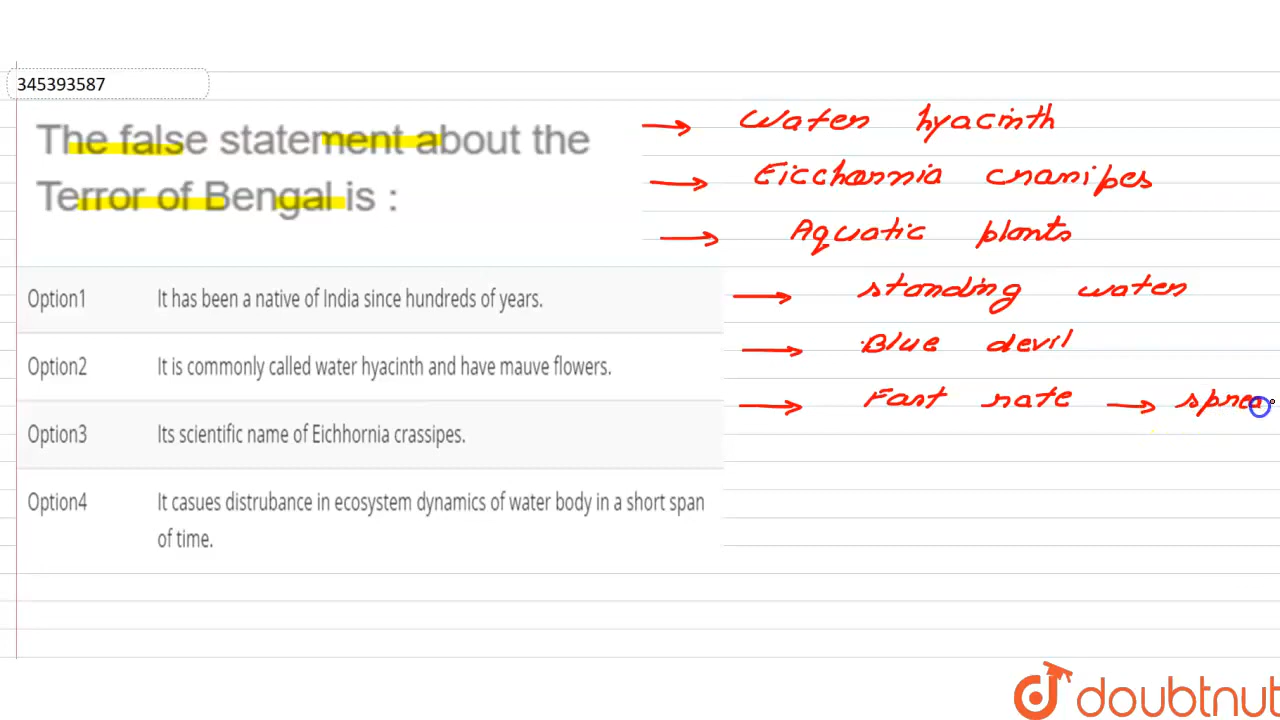 345393587
The false statement about the
Terror of Bengal is :
Option1 It has been a native of India since hundreds of years.
Option2 It is commonly called water hyacinth and have mauve flowers.
Option3 Its scientific name of Eichhornia crassipes.
Option4 It casues distrubance in ecosystem dynamics of water body in a short span
of time.
→ Water hyacinth
→ Eicchornnia cranipes
→ Aquatic plants
→ standing water
→ Blue devil
→ Fast rate → sprea
doubtnut